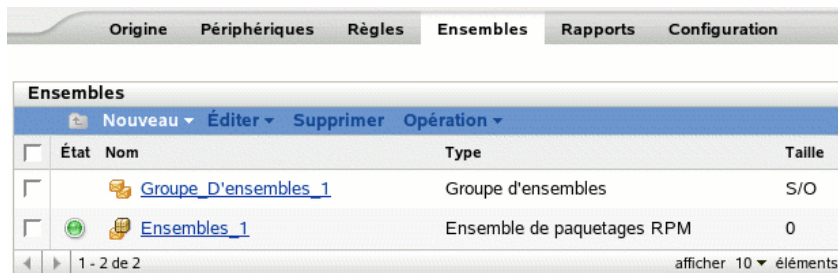 Origine Périphériques Règles Ensembles Rapports Configuration
Ensembles
Nouveau Éditer Supprimer Opération
État Nom Type Taille
Groupe_D'ensembles_1 Groupe d'ensembles S/O
Ensembles_1 Ensemble de paquetages RPM 0
1 - 2 de 2 afficher 10 éléments